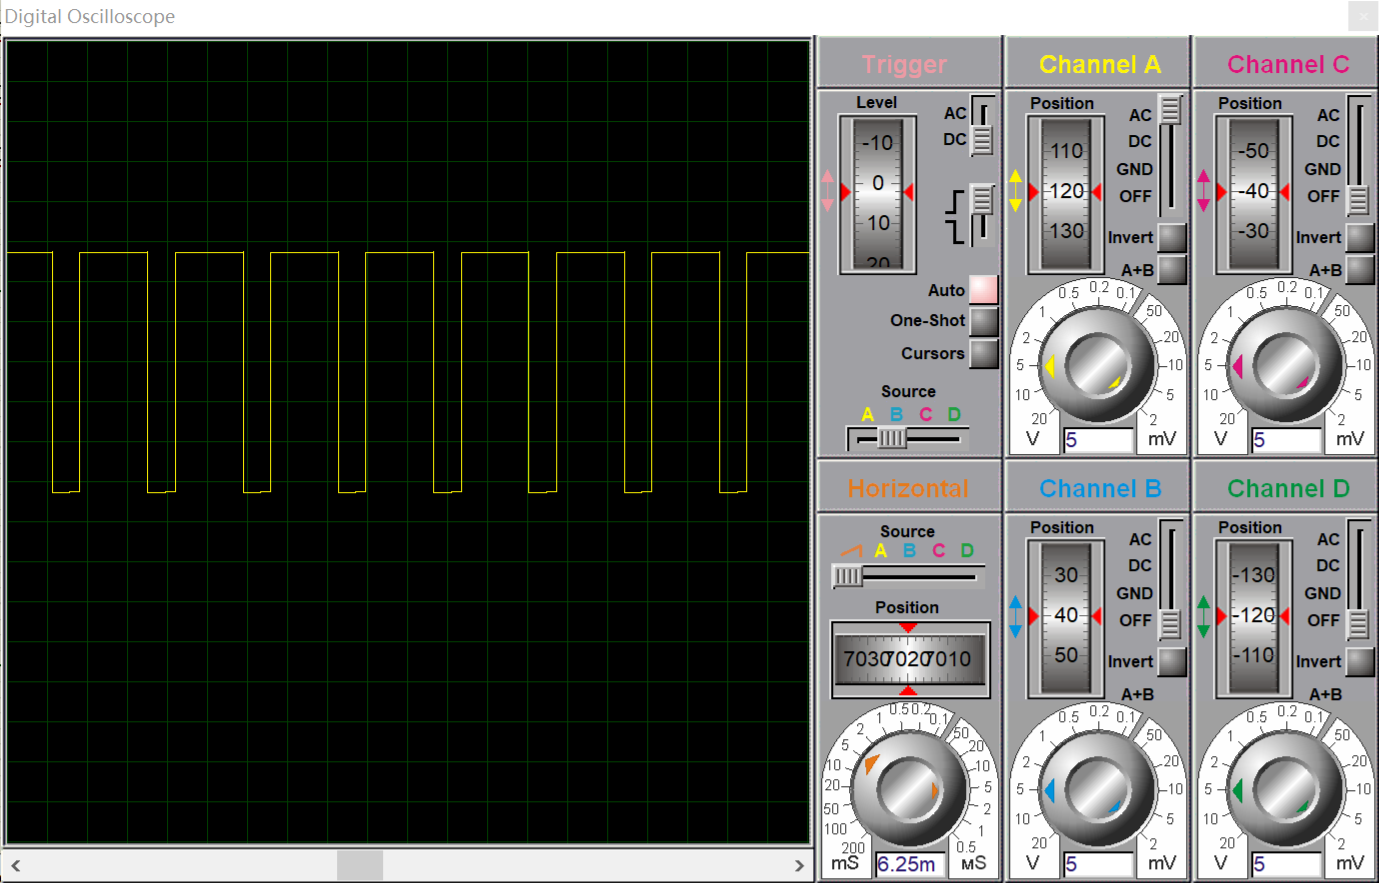 Digital Oscilloscope
Trigger
Level
AC
DC
-10
0
10
20
Auto
One-Shot
Cursors
Source
A B C D
Channel A
Position
110
120
130
AC
DC
GND
OFF
Invert
A+B
20 10 5 2 1 0.5 0.2 0.1 50 20 10 5 2
V 5 mV
Channel C
Position
-50
-40
-30
AC
DC
GND
OFF
Invert
A+B
20 10 5 2 1 0.5 0.2 0.1 50 20 10 5 2
V 5 mV
Horizontal
Source
A B C D
Position
7030 7020 7010
200 100 50 20 10 5 2 1 0.5 0.2 0.1 50 20 10 5 2 1 0.5
mS 6.25m мS
Channel B
Position
30
40
50
AC
DC
GND
OFF
Invert
A+B
20 10 5 2 1 0.5 0.2 0.1 50 20 10 5 2
V 5 mV
Channel D
Position
-130
-120
-110
AC
DC
GND
OFF
Invert
A+B
20 10 5 2 1 0.5 0.2 0.1 50 20 10 5 2
V 5 mV